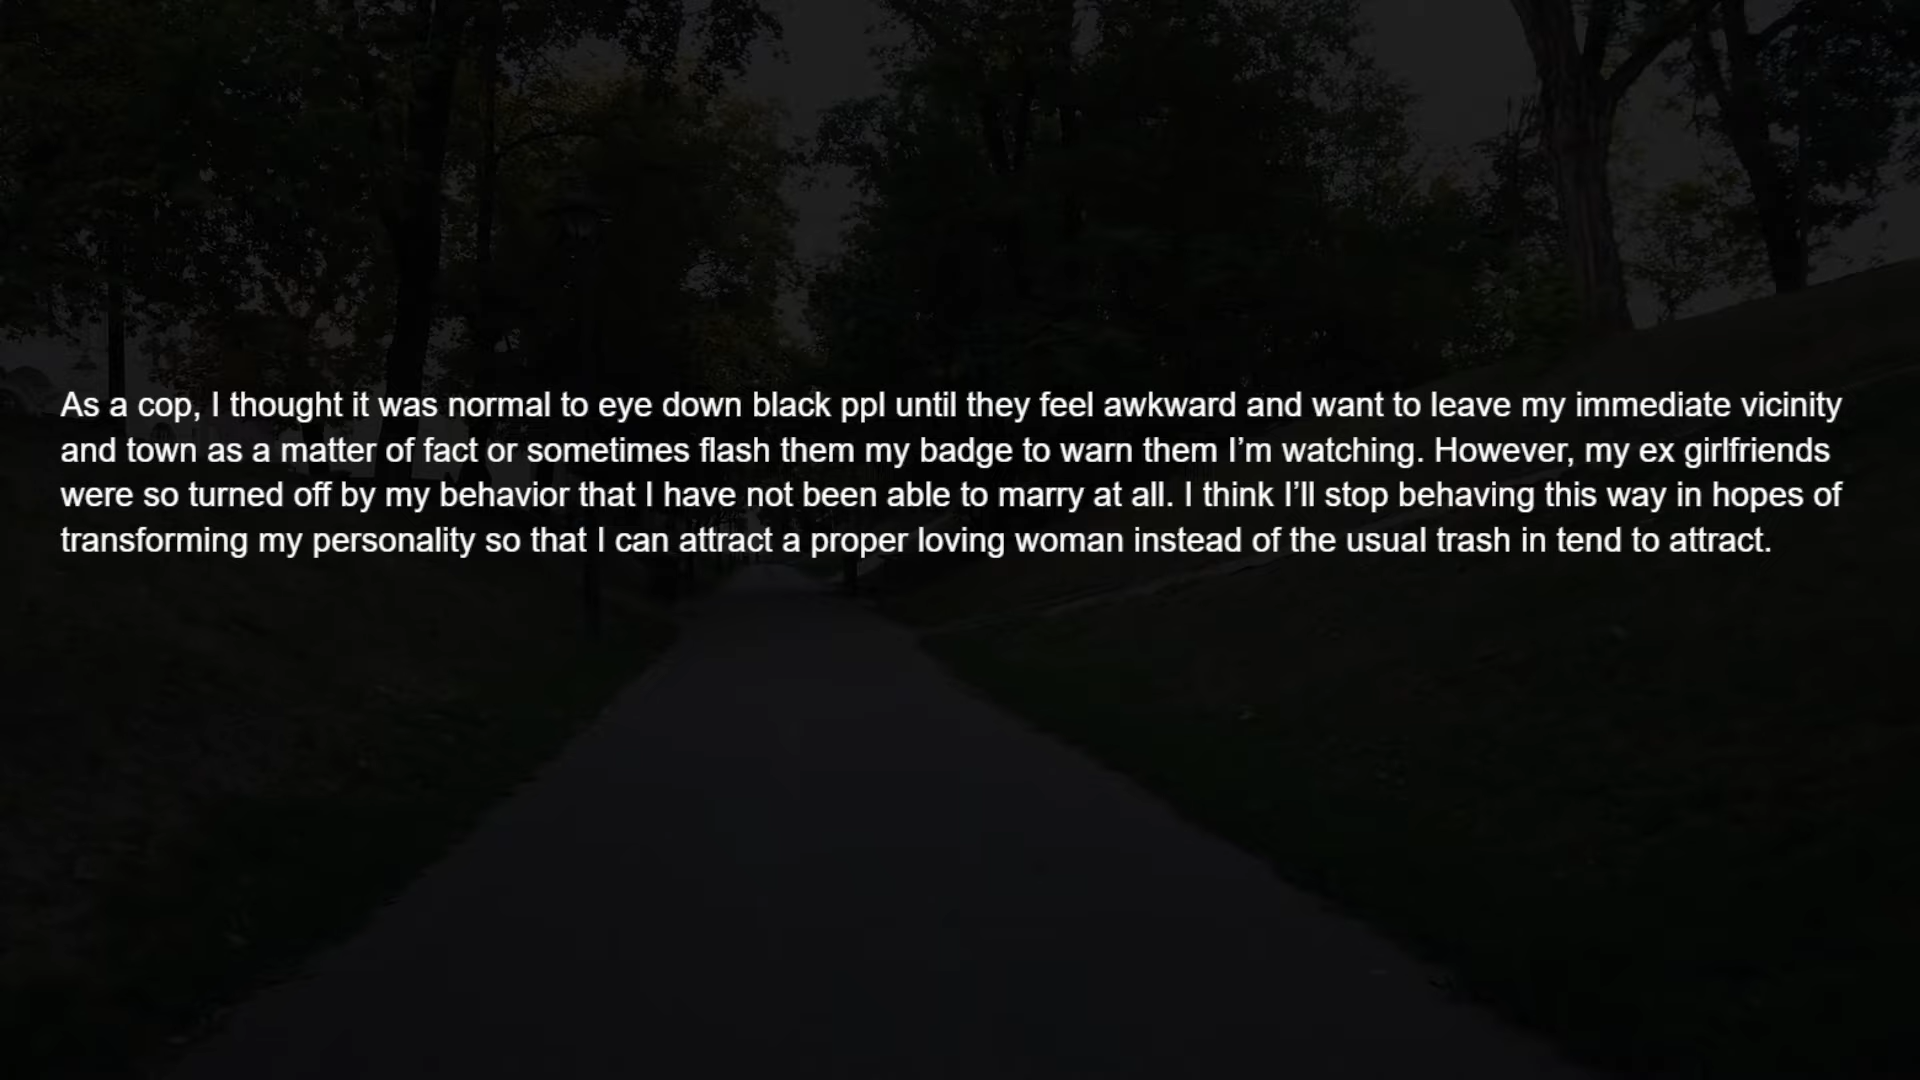 As a cop, I thought it was normal to eye down black ppl until they feel awkward and want to leave my immediate vicinity
and town as a matter of fact or sometimes flash them my badge to warn them I’m watching. However, my ex girlfriends
were so turned off by my behavior that I have not been able to marry at all. I think I’ll stop behaving this way in hopes of
transforming my personality so that I can attract a proper loving woman instead of the usual trash in tend to attract.